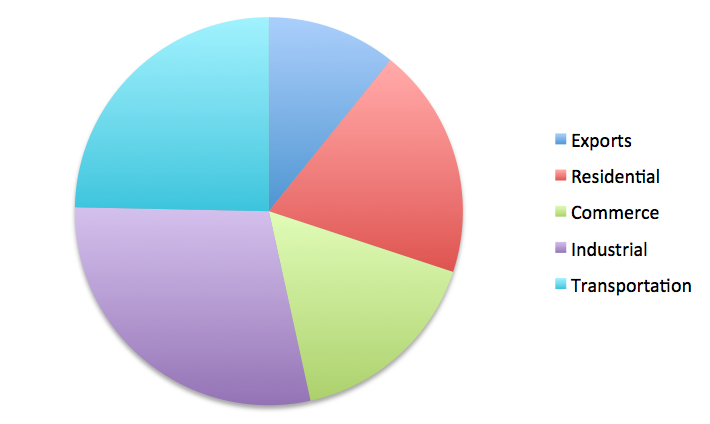 Exports
Residential
Commerce
Industrial
Transportation